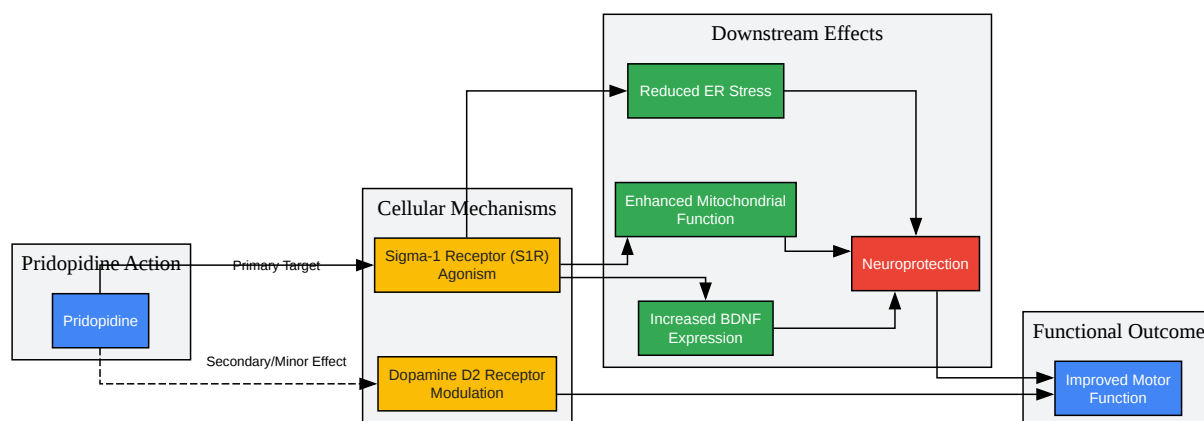 Downstream Effects
Reduced ER Stress
Enhanced Mitochondrial
Function
Cellular Mechanisms
Sigma-1 Receptor (S1R)
Agonism
Pridopidine Action
Primary Target
Pridopidine
Neuroprotection
Increased BDNF
Expression
Functional Outcome
Secondary/Minor Effect
Dopamine D2 Receptor
Modulation
Improved Motor
Function